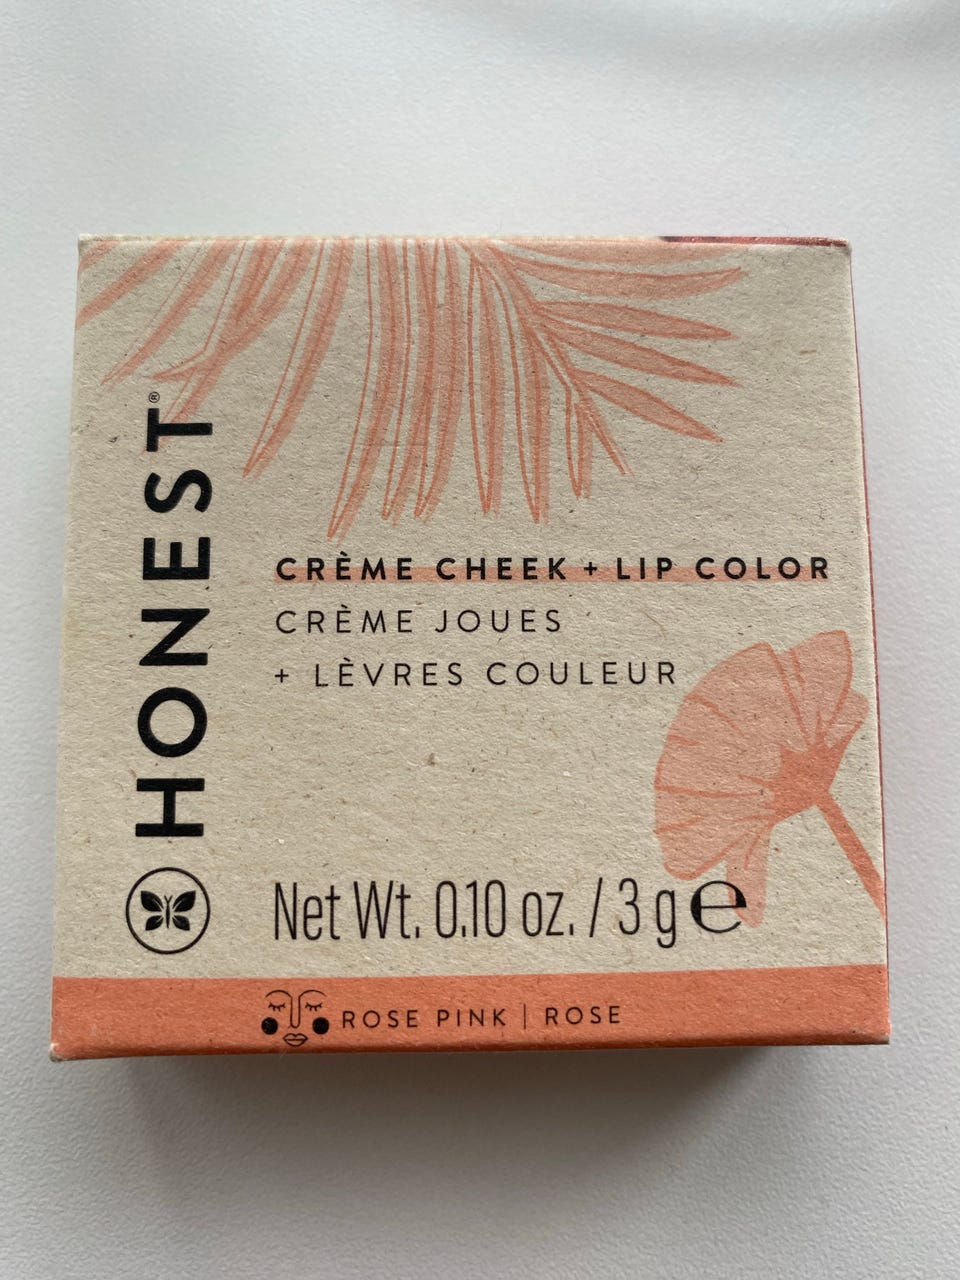 HONEST®
CRÈME CHEEK + LIP COLOR
CRÈME JOUES
+ LÈVRES COULEUR
Net Wt. 0.10 oz. / 3 g e
ROSE PINK | ROSE